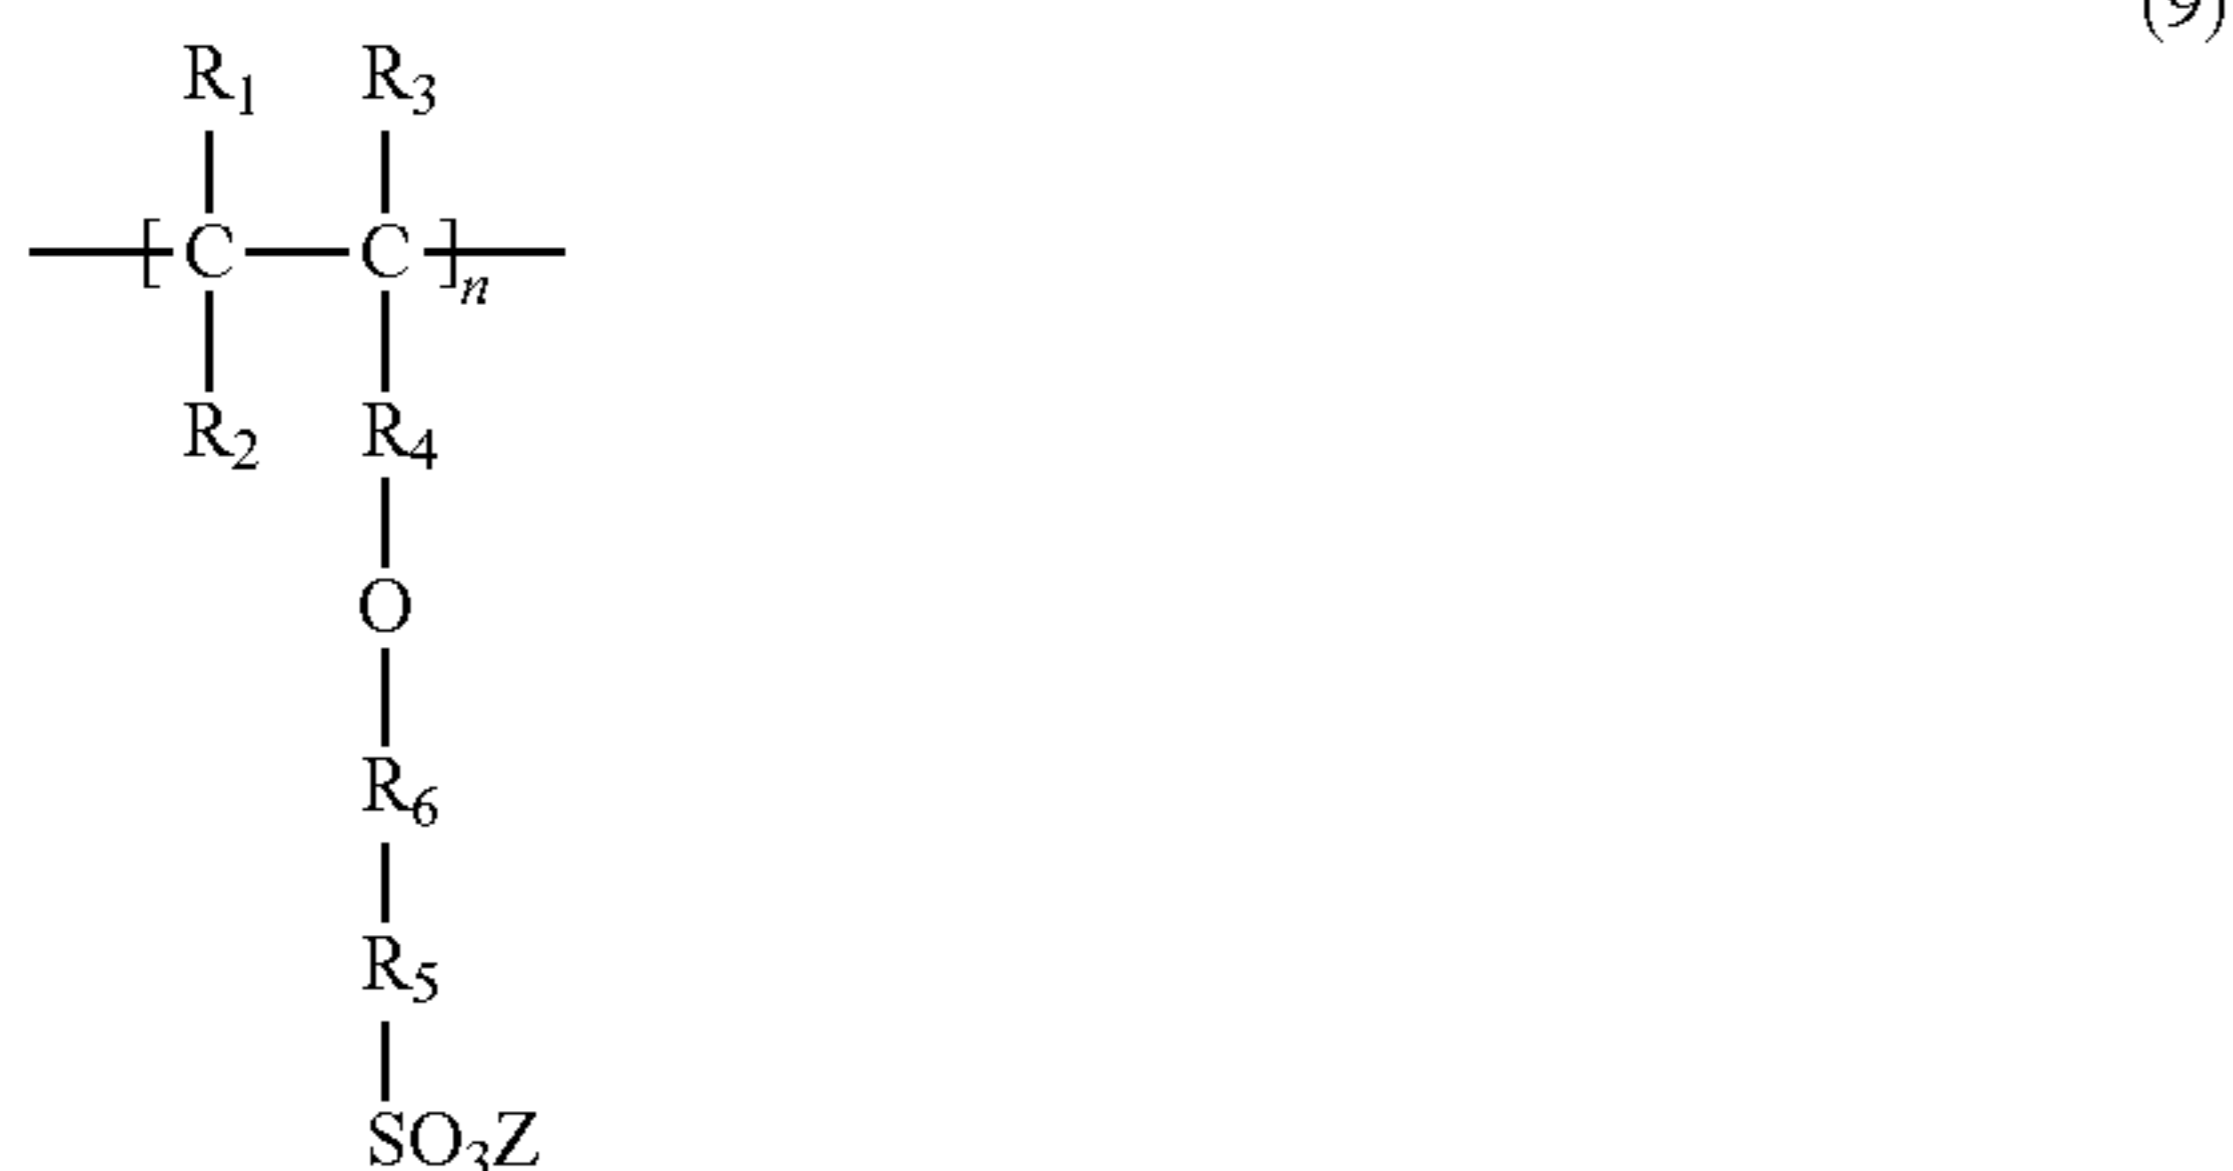 (9)
R₁ R₃
[ C C ]n
R₂ R₄
O
R₆
R₅
SO₃Z